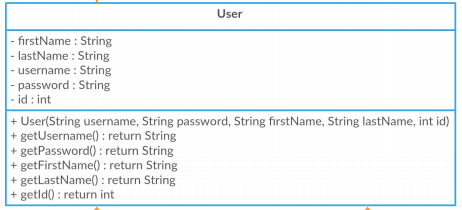 User
- firstName : String
- lastName : String
- username : String
- password : String
- id : int
+ User(String username, String password, String firstName, String lastName, int id)
+ getUsername() : return String
+ getPassword() : return String
+ getFirstName() : return String
+ getLastName() : return String
+ getId() : return int